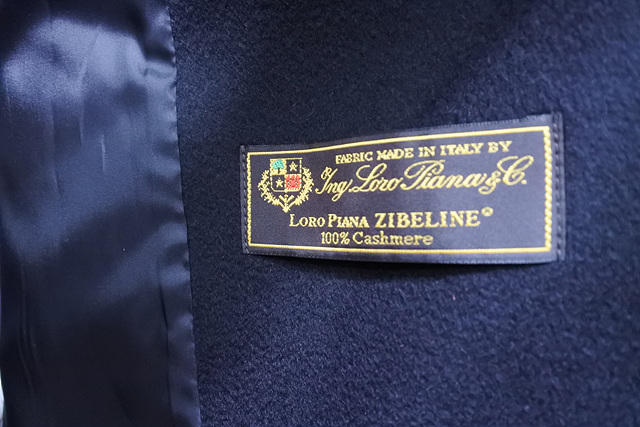 FABRIC MADE IN ITALY BY
Ing. Loro Piana & C.
LORO PIANA ZIBELINE®
100% Cashmere